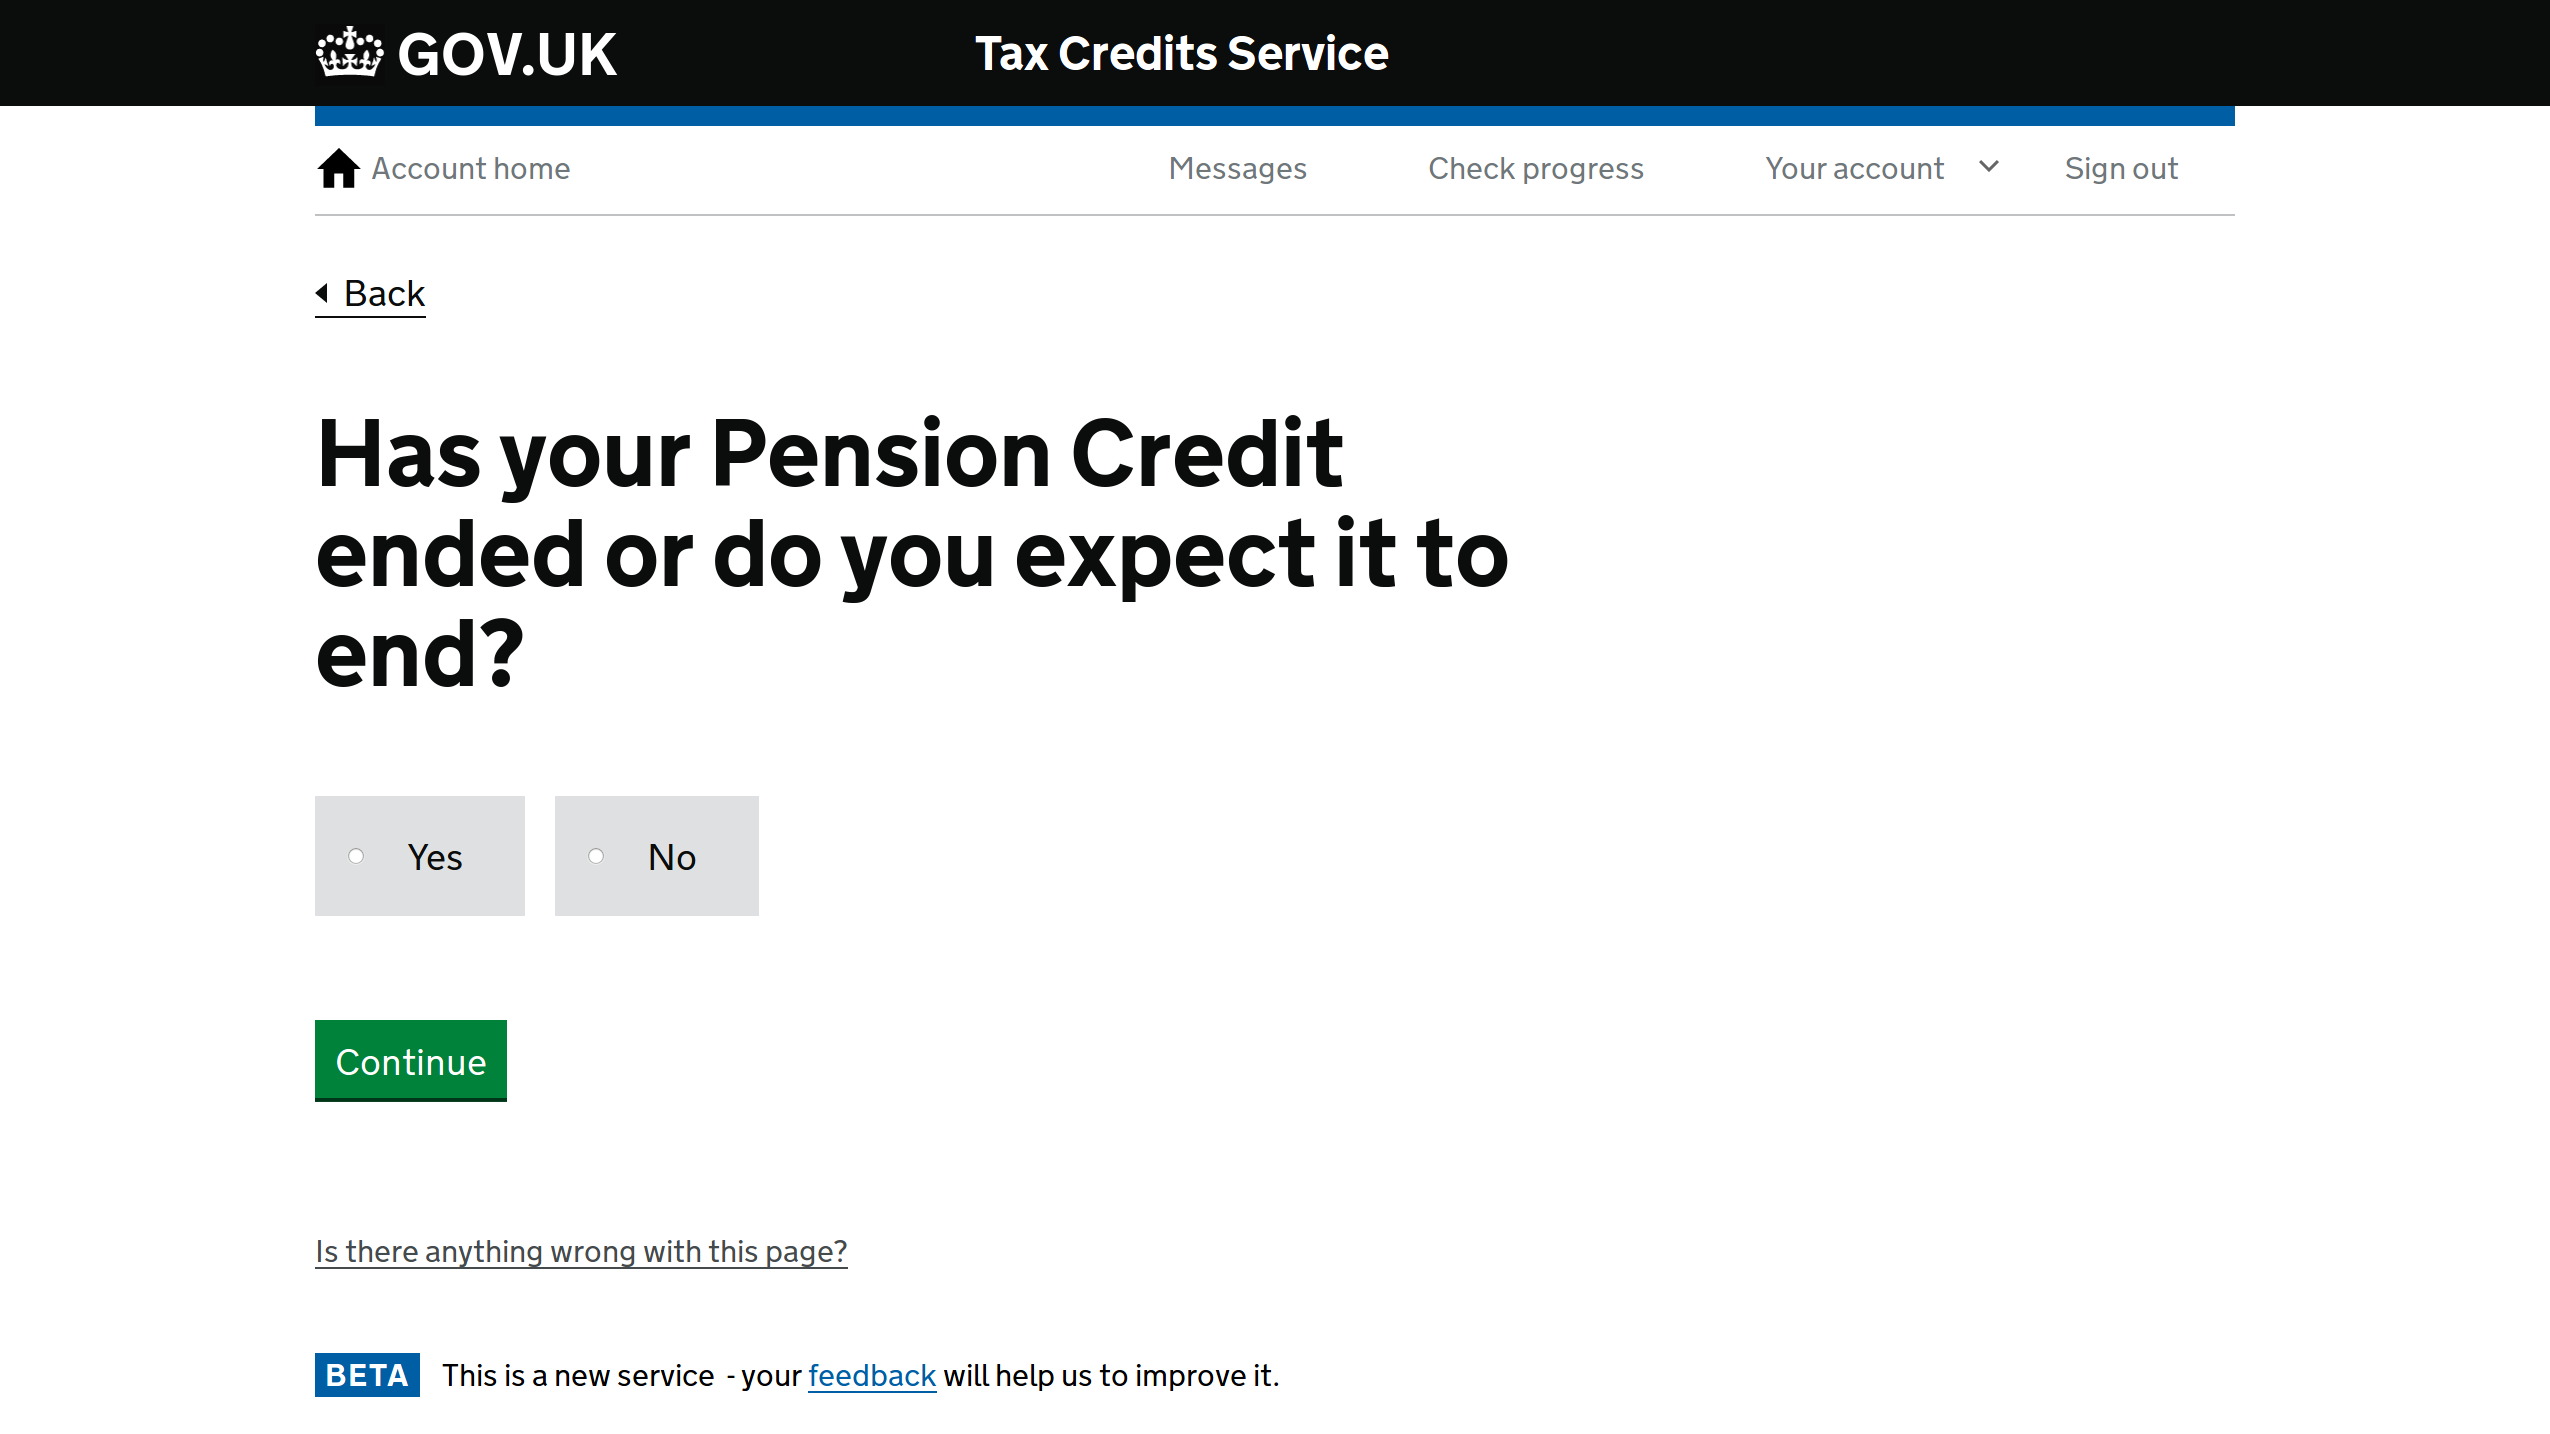 GOV.UK
Tax Credits Service
Account home
Messages
Check progress
Your account
Sign out
Back
Has your Pension Credit
ended or do you expect it to
end?
Yes
No
Continue
Is there anything wrong with this page?
BETA
This is a new service - your feedback will help us to improve it.